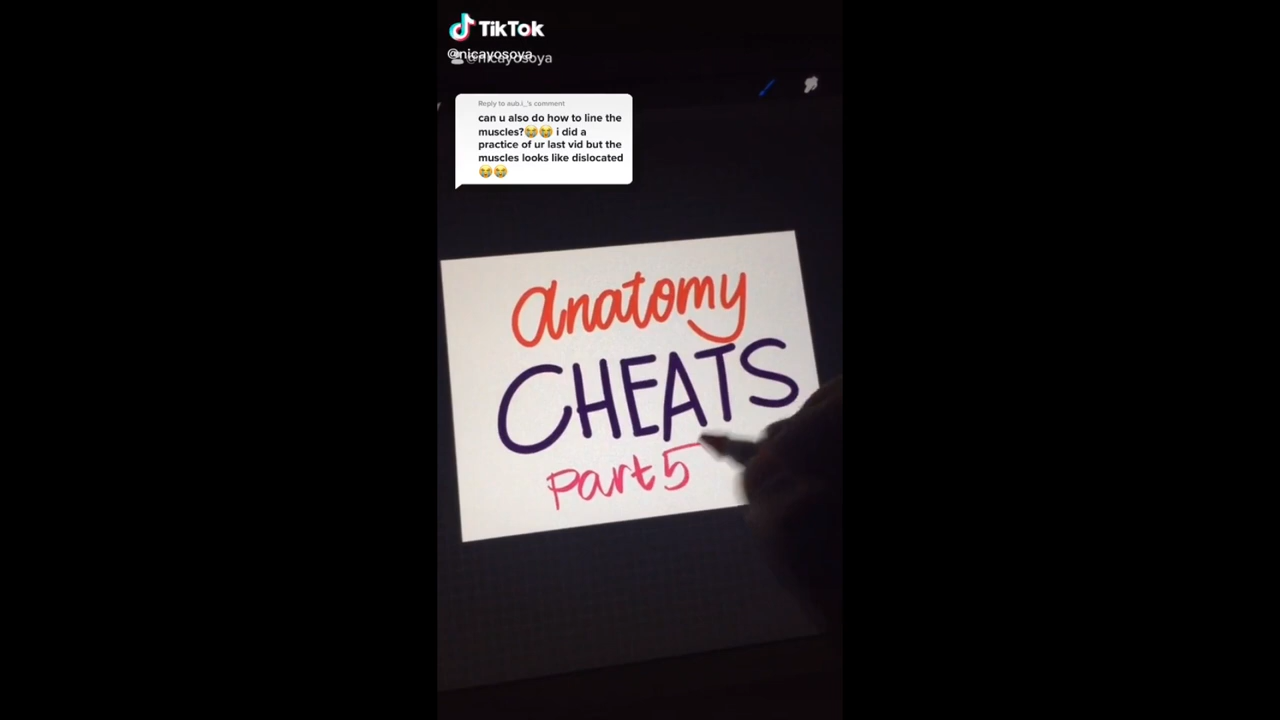 TikTok
@nicayosoya
@nicayosoya
Reply to aub.i_'s comment
can u also do how to line the
muscles?😭😭 i did a
practice of ur last vid but the
muscles looks like dislocated
😭😭
anatomy
CHEATS
part 5